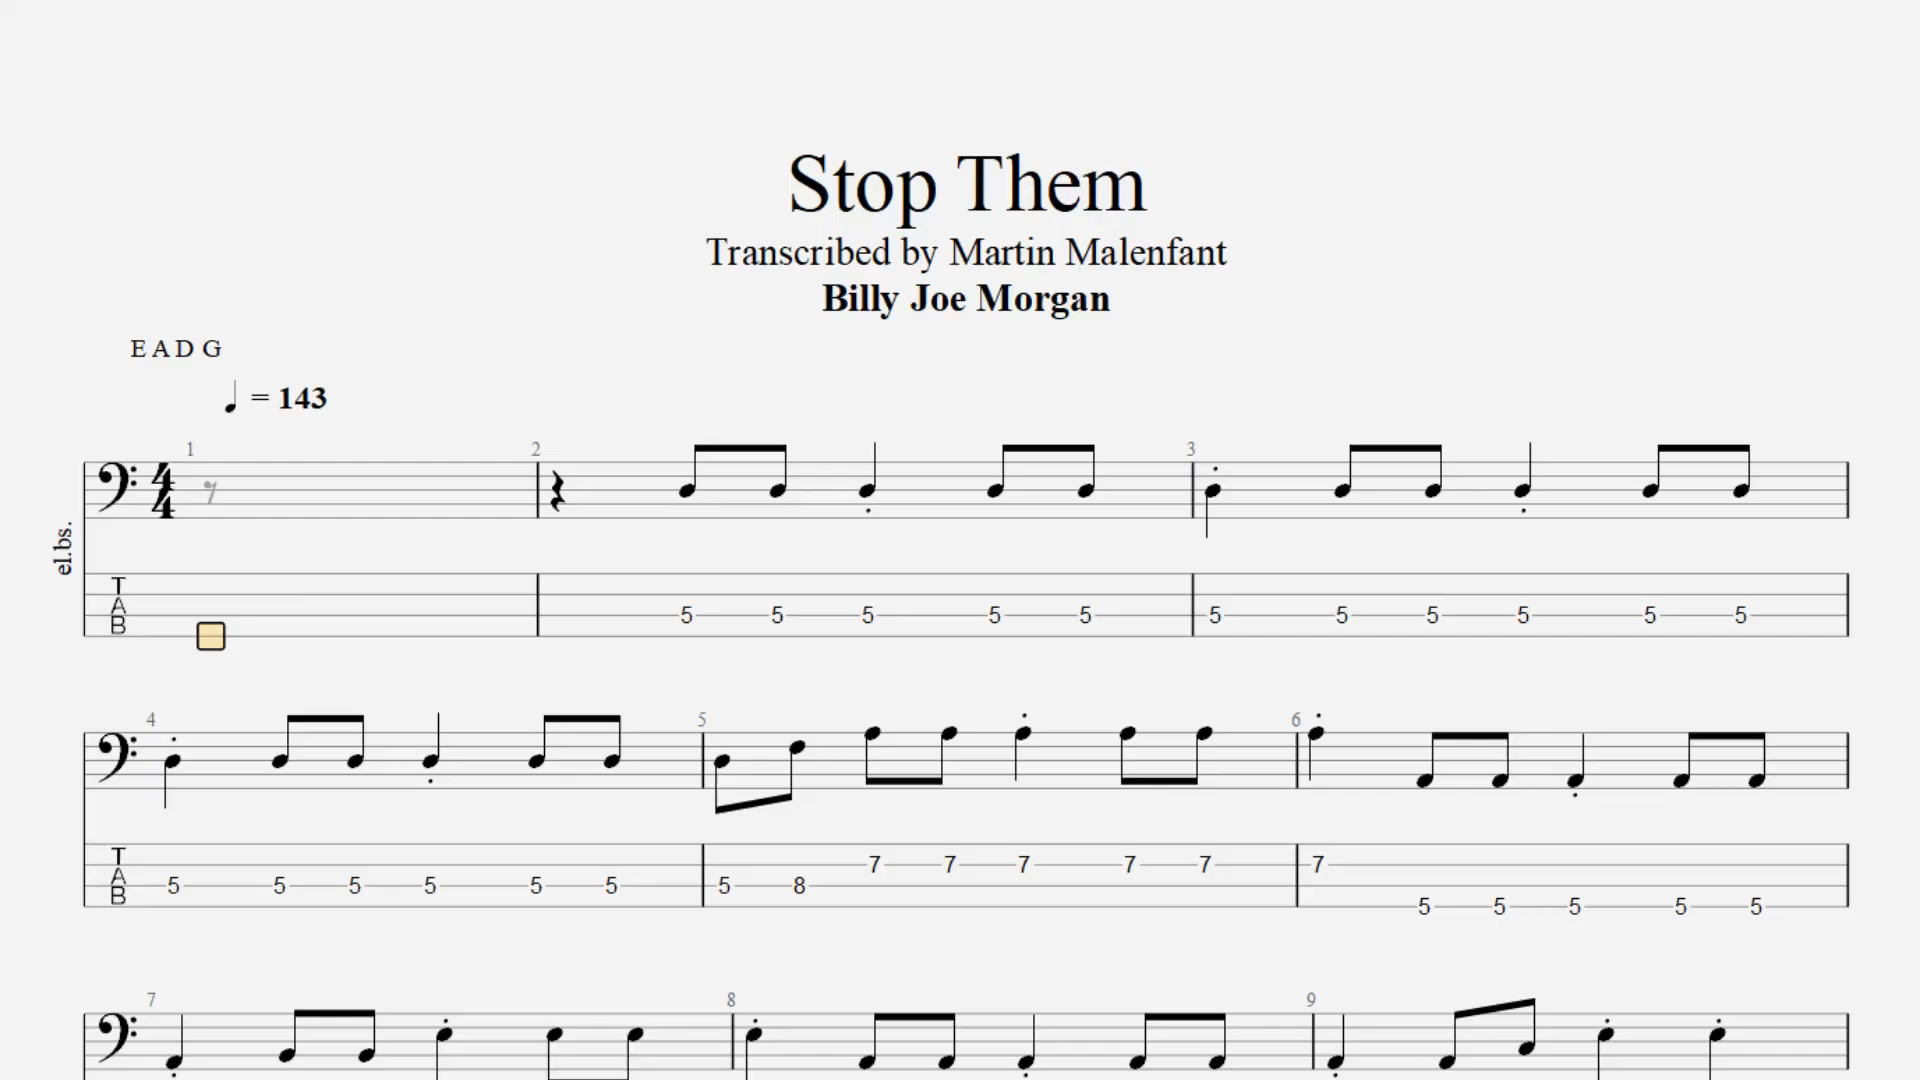 Stop Them
Transcribed by Martin Malenfant
Billy Joe Morgan
E A D G
= 143
1 2 3
4
4
el.bs.
T
A
B
5 5 5 5 5 5 5 5 5 5 5
4 5 6
T
A
B
7 7 7 7 7 7
5 5 5 5 5 5 5 8
5 5 5 5 5
7 8 9